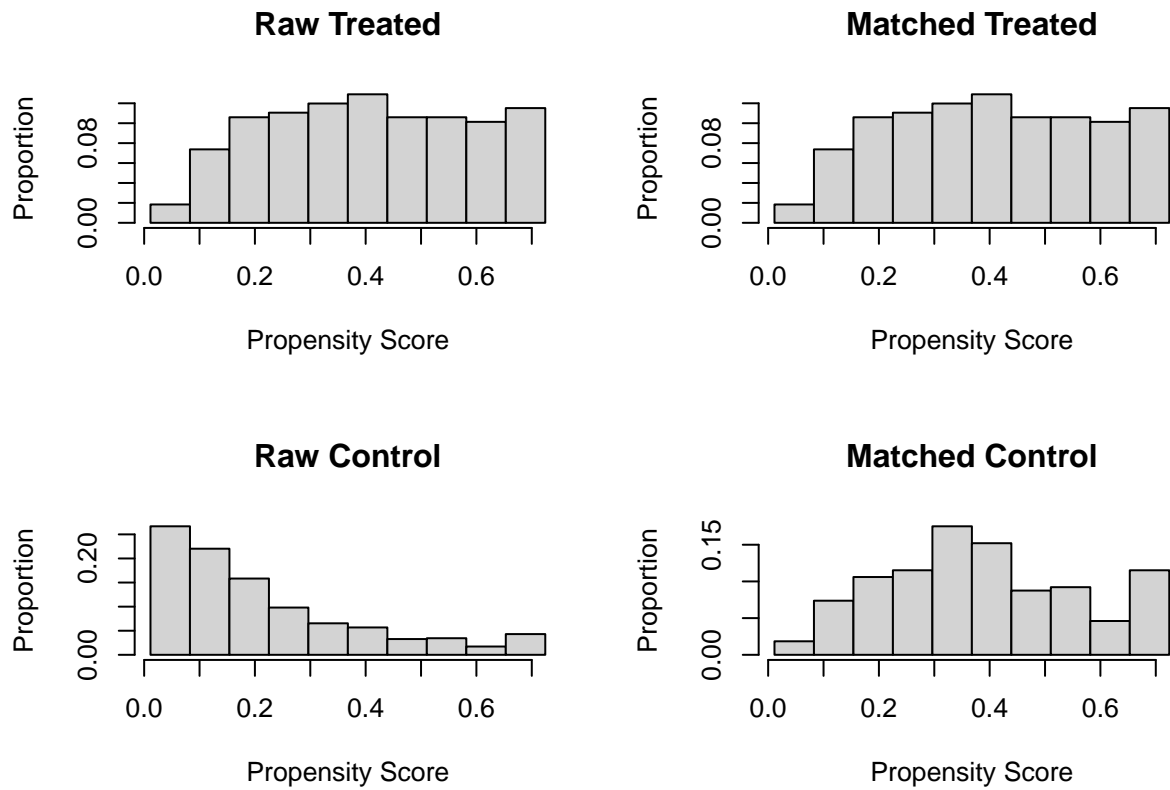 Raw Treated
Proportion
0.00
0.08
0.0 0.2 0.4 0.6
Propensity Score
Matched Treated
Proportion
0.00
0.08
0.0 0.2 0.4 0.6
Propensity Score
Raw Control
Proportion
0.00
0.20
0.0 0.2 0.4 0.6
Propensity Score
Matched Control
Proportion
0.00
0.15
0.0 0.2 0.4 0.6
Propensity Score